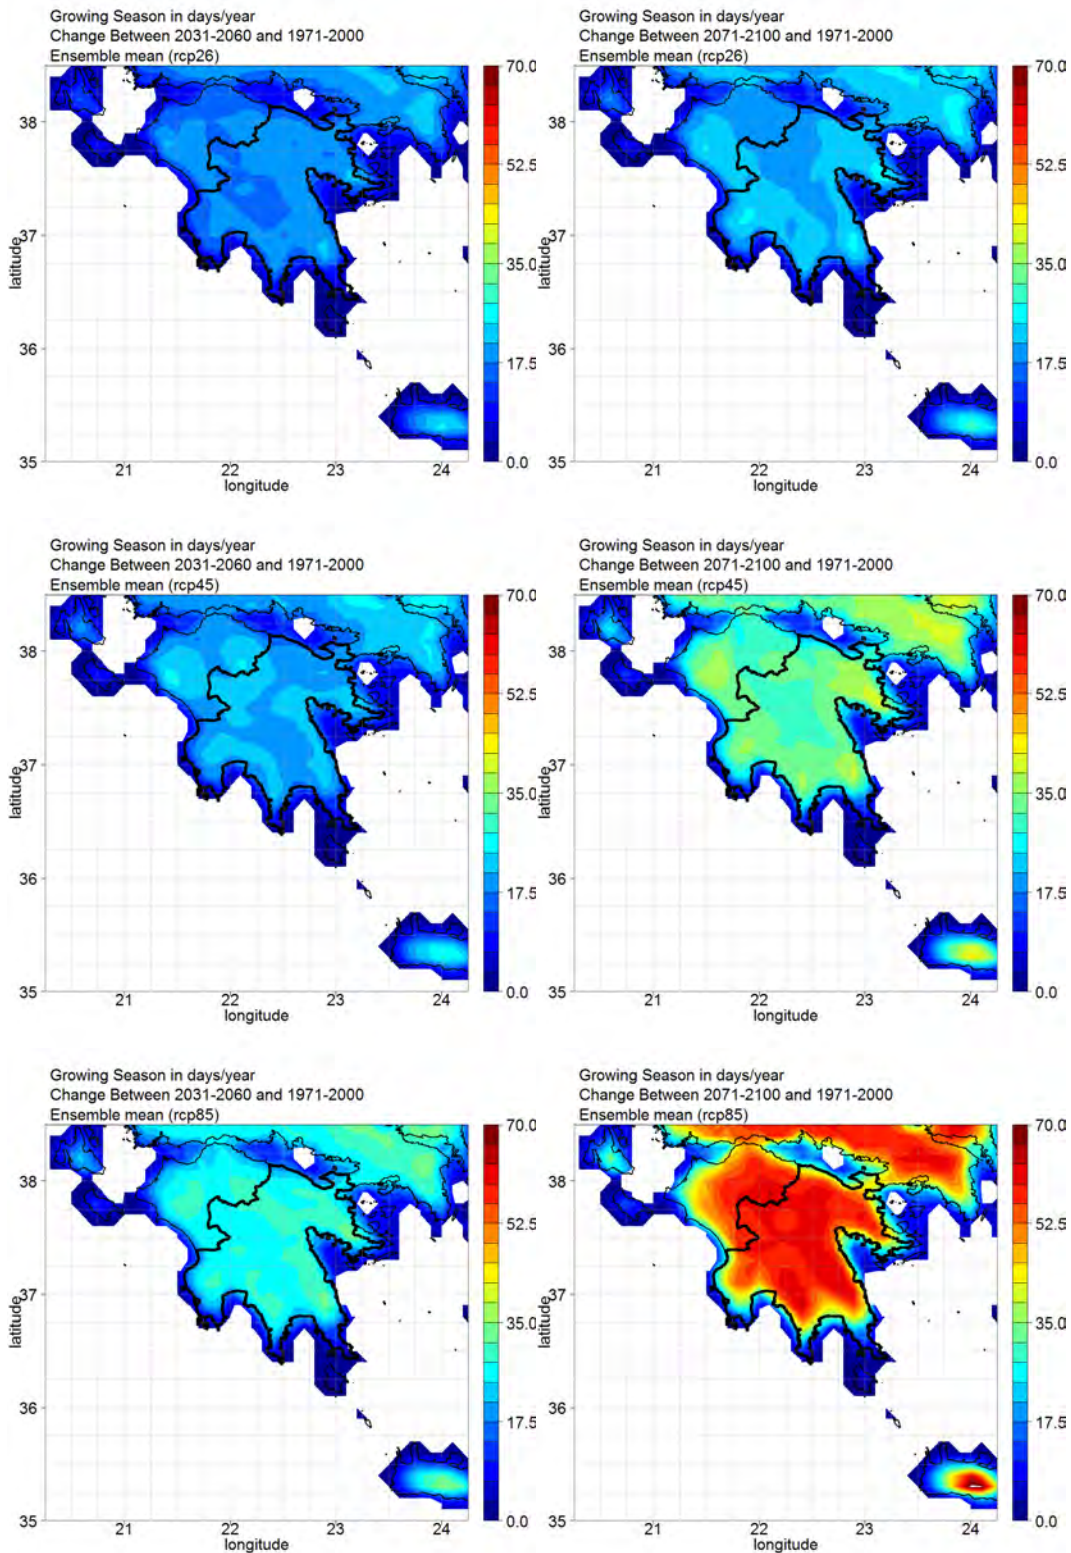 Growing Season in days/year
Change Between 2031-2060 and 1971-2000
Ensemble mean (rcp26)
70.0
38
52.5
37
35.0
latitude
36
17.5
35
0.0
21 22 23 24
longitude
Growing Season in days/year
Change Between 2071-2100 and 1971-2000
Ensemble mean (rcp26)
70.0
38
52.5
37
35.0
latitude
36
17.5
35
0.0
21 22 23 24
longitude
Growing Season in days/year
Change Between 2031-2060 and 1971-2000
Ensemble mean (rcp45)
70.0
38
52.5
37
35.0
latitude
36
17.5
35
0.0
21 22 23 24
longitude
Growing Season in days/year
Change Between 2071-2100 and 1971-2000
Ensemble mean (rcp45)
70.0
38
52.5
37
35.0
latitude
36
17.5
35
0.0
21 22 23 24
longitude
Growing Season in days/year
Change Between 2031-2060 and 1971-2000
Ensemble mean (rcp85)
70.0
38
52.5
37
35.0
latitude
36
17.5
35
0.0
21 22 23 24
longitude
Growing Season in days/year
Change Between 2071-2100 and 1971-2000
Ensemble mean (rcp85)
70.0
38
52.5
37
35.0
latitude
36
17.5
35
0.0
21 22 23 24
longitude